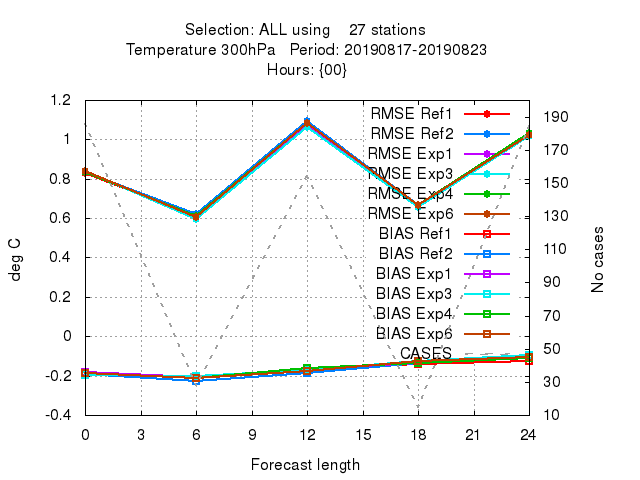 Selection: ALL using 27 stations
Temperature 300hPa Period: 20190817-20190823
Hours: {00}
1.2
1
0.8
0.6
0.4
0.2
0
-0.2
-0.4
deg C
RMSE Ref1
RMSE Ref2
RMSE Exp1
RMSE Exp3
RMSE Exp4
RMSE Exp6
BIAS Ref1
BIAS Ref2
BIAS Exp1
BIAS Exp3
BIAS Exp4
BIAS Exp6
CASES
190
170
150
130
110
90
70
50
30
10
No cases
0 3 6 9 12 15 18 21 24
Forecast length